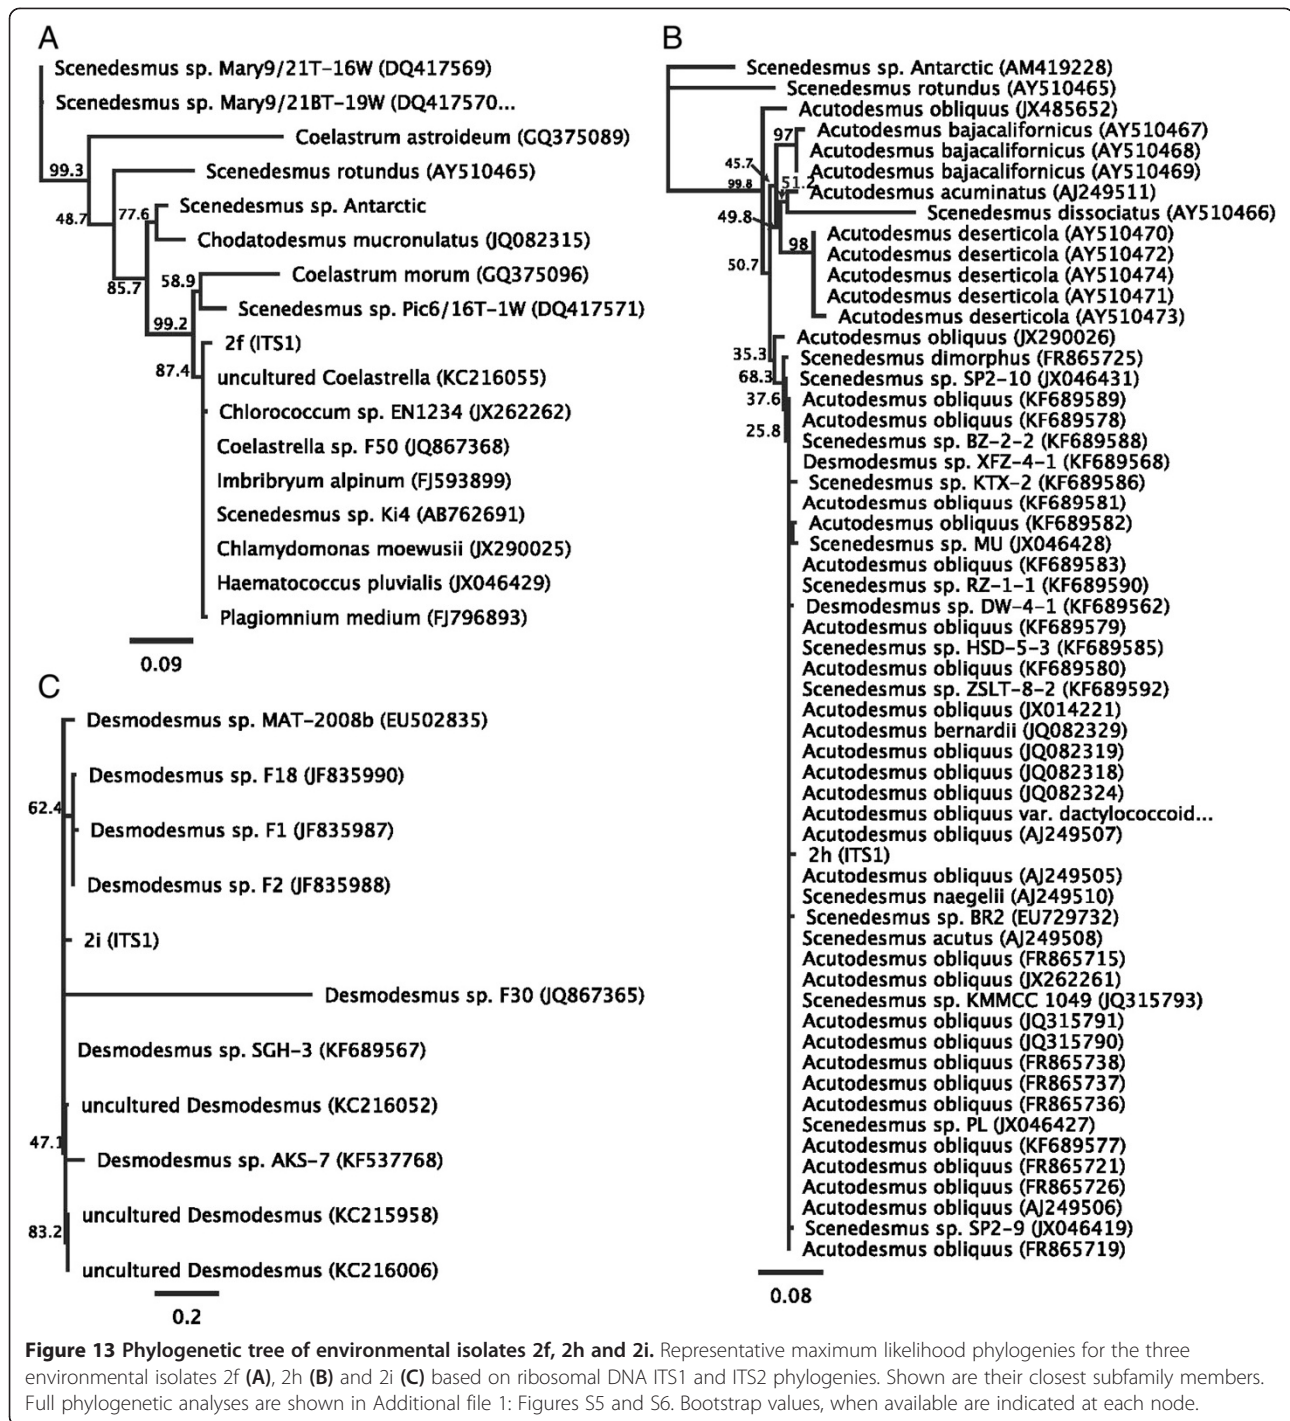 A
Scenedesmus sp. Mary9/21T-16W (DQ417569)
Scenedesmus sp. Mary9/21BT-19W (DQ417570...
Coelastrum astroideum (GQ375089)
99.3
Scenedesmus rotundus (AY510465)
48.7
77.6
Scenedesmus sp. Antarctic
Chodatodesmus mucronulatus (JQ082315)
85.7
58.9
Coelastrum morum (GQ375096)
Scenedesmus sp. Pic6/16T-1W (DQ417571)
99.2
2f (ITS1)
87.4
uncultured Coelastrella (KC216055)
Chlorococcum sp. EN1234 (JX262262)
Coelastrella sp. F50 (JQ867368)
Imbribryum alpinum (FJ593899)
Scenedesmus sp. Ki4 (AB762691)
Chlamydomonas moewusii (JX290025)
Haematococcus pluvialis (JX046429)
Plagiomnium medium (FJ796893)
0.09
B
Scenedesmus sp. Antarctic (AM419228)
Scenedesmus rotundus (AY510465)
Acutodesmus obliquus (JX485652)
97
Acutodesmus bajacalifornicus (AY510467)
Acutodesmus bajacalifornicus (AY510468)
45.7
Acutodesmus bajacalifornicus (AY510469)
99.8
51.2
Acutodesmus acuminatus (AJ249511)
49.8
Scenedesmus dissociatus (AY510466)
Acutodesmus deserticola (AY510470)
98
Acutodesmus deserticola (AY510472)
50.7
Acutodesmus deserticola (AY510474)
Acutodesmus deserticola (AY510471)
Acutodesmus deserticola (AY510473)
Acutodesmus obliquus (JX290026)
35.3
Scenedesmus dimorphus (FR865725)
68.3
Scenedesmus sp. SP2-10 (JX046431)
37.6
Acutodesmus obliquus (KF689589)
Acutodesmus obliquus (KF689578)
25.8
Scenedesmus sp. BZ-2-2 (KF689588)
Desmodesmus sp. XFZ-4-1 (KF689568)
Scenedesmus sp. KTX-2 (KF689586)
Acutodesmus obliquus (KF689581)
Acutodesmus obliquus (KF689582)
Scenedesmus sp. MU (JX046428)
Acutodesmus obliquus (KF689583)
Scenedesmus sp. RZ-1-1 (KF689590)
Desmodesmus sp. DW-4-1 (KF689562)
Acutodesmus obliquus (KF689579)
Scenedesmus sp. HSD-5-3 (KF689585)
Acutodesmus obliquus (KF689580)
Scenedesmus sp. ZSLT-8-2 (KF689592)
Acutodesmus obliquus (JX014221)
Acutodesmus bernardii (JQ082329)
Acutodesmus obliquus (JQ082319)
Acutodesmus obliquus (JQ082318)
Acutodesmus obliquus (JQ082324)
Acutodesmus obliquus var. dactylococcoid...
Acutodesmus obliquus (AJ249507)
2h (ITS1)
Acutodesmus obliquus (AJ249505)
Scenedesmus naegelii (AJ249510)
Scenedesmus sp. BR2 (EU729732)
Scenedesmus acutus (AJ249508)
Acutodesmus obliquus (FR865715)
Acutodesmus obliquus (JX262261)
Scenedesmus sp. KMMCC 1049 (JQ315793)
Acutodesmus obliquus (JQ315791)
Acutodesmus obliquus (JQ315790)
Acutodesmus obliquus (FR865738)
Acutodesmus obliquus (FR865737)
Acutodesmus obliquus (FR865736)
Scenedesmus sp. PL (JX046427)
Acutodesmus obliquus (KF689577)
Acutodesmus obliquus (FR865721)
Acutodesmus obliquus (FR865726)
Acutodesmus obliquus (AJ249506)
Scenedesmus sp. SP2-9 (JX046419)
Acutodesmus obliquus (FR865719)
0.08
C
Desmodesmus sp. MAT-2008b (EU502835)
Desmodesmus sp. F18 (JF835990)
62.4
Desmodesmus sp. F1 (JF835987)
Desmodesmus sp. F2 (JF835988)
2i (ITS1)
Desmodesmus sp. F30 (JQ867365)
Desmodesmus sp. SGH-3 (KF689567)
uncultured Desmodesmus (KC216052)
47.1
Desmodesmus sp. AKS-7 (KF537768)
uncultured Desmodesmus (KC215958)
83.2
uncultured Desmodesmus (KC216006)
0.2
Figure 13 Phylogenetic tree of environmental isolates 2f, 2h and 2i. Representative maximum likelihood phylogenies for the three
environmental isolates 2f (A), 2h (B) and 2i (C) based on ribosomal DNA ITS1 and ITS2 phylogenies. Shown are their closest subfamily members.
Full phylogenetic analyses are shown in Additional file 1: Figures S5 and S6. Bootstrap values, when available are indicated at each node.